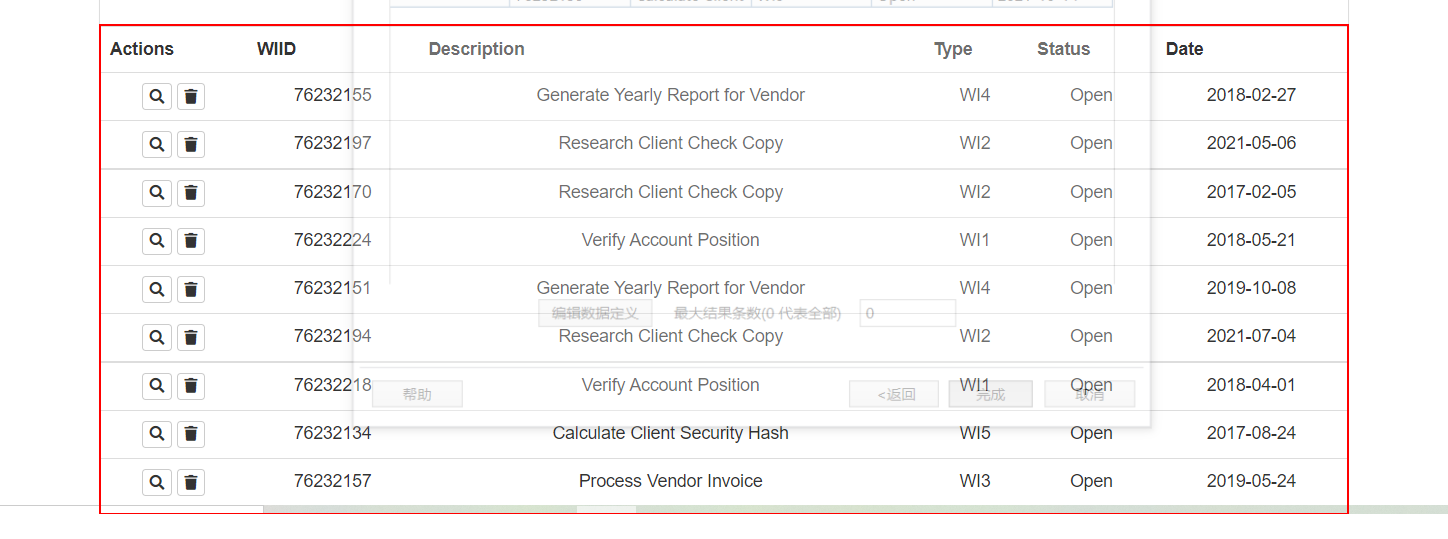 Actions WIID Description Type Status Date
76232155 Generate Yearly Report for Vendor WI4 Open 2018-02-27
76232197 Research Client Check Copy WI2 Open 2021-05-06
76232170 Research Client Check Copy WI2 Open 2017-02-05
76232224 Verify Account Position WI1 Open 2018-05-21
76232151 Generate Yearly Report for Vendor WI4 Open 2019-10-08
编辑数据定义 最大结果条数(0 代表全部) 0
76232194 Research Client Check Copy WI2 Open 2021-07-04
76232218 Verify Account Position WI1 Open 2018-04-01
帮助 <返回 完成 取消
76232134 Calculate Client Security Hash WI5 Open 2017-08-24
76232157 Process Vendor Invoice WI3 Open 2019-05-24